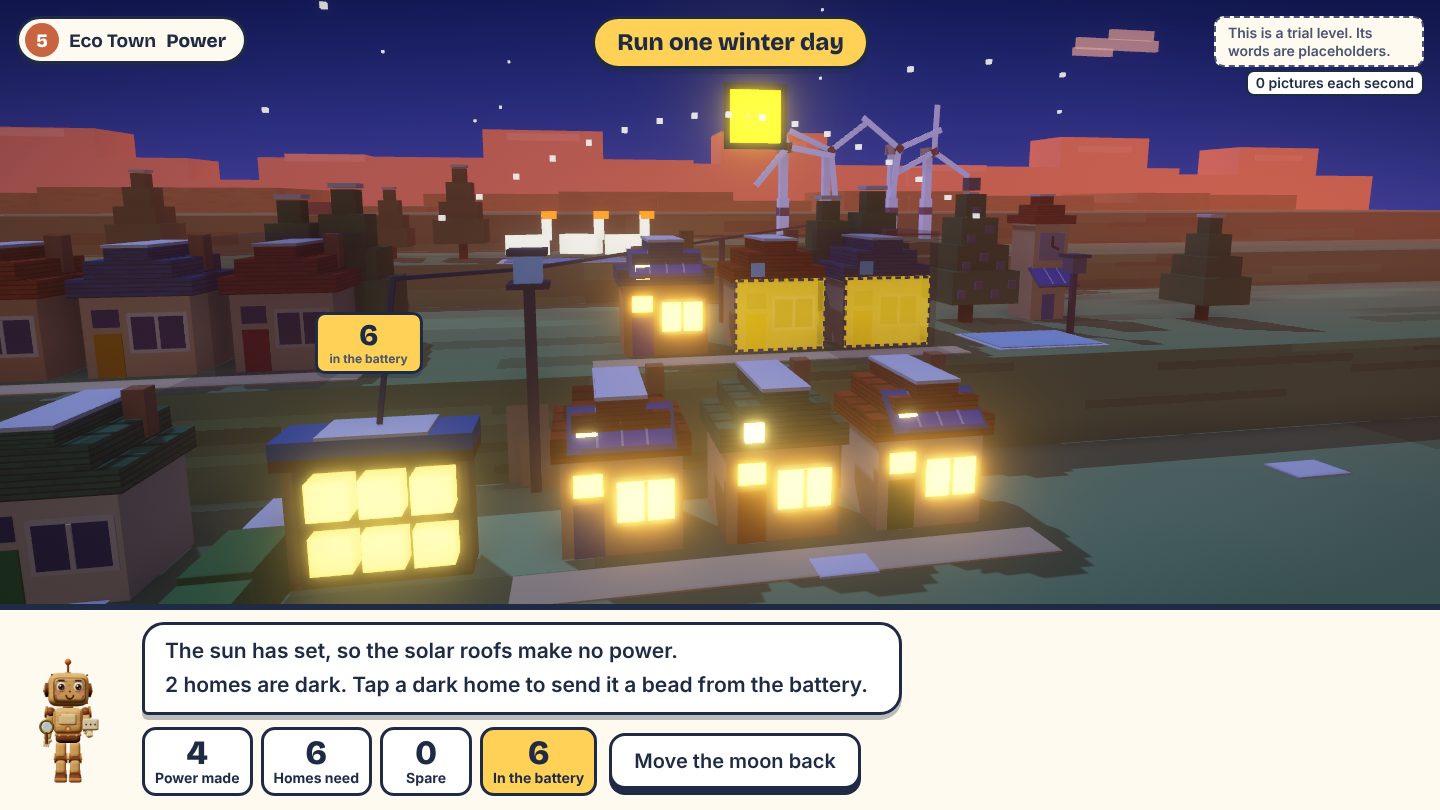 5 Eco Town Power
Run one winter day
This is a trial level. Its
words are placeholders.
0 pictures each second
6
in the battery
The sun has set, so the solar roofs make no power.
2 homes are dark. Tap a dark home to send it a bead from the battery.
4
Power made
6
Homes need
0
Spare
6
In the battery
Move the moon back